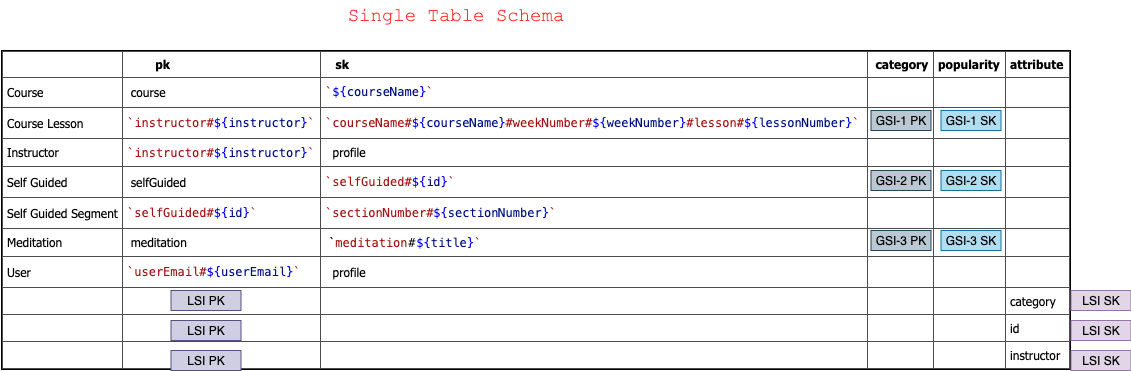 Single Table Schema
pk sk category popularity attribute
Course course `${courseName}`
Course Lesson `instructor#${instructor}` `courseName#${courseName}#weekNumber#${weekNumber}#lesson#${lessonNumber}` GSI-1 PK GSI-1 SK
Instructor `instructor#${instructor}` profile
Self Guided selfGuided `selfGuided#${id}` GSI-2 PK GSI-2 SK
Self Guided Segment `selfGuided#${id}` `sectionNumber#${sectionNumber}`
Meditation meditation `meditation#${title}` GSI-3 PK GSI-3 SK
User `userEmail#${userEmail}` profile
LSI PK category LSI SK
LSI PK id LSI SK
LSI PK instructor LSI SK